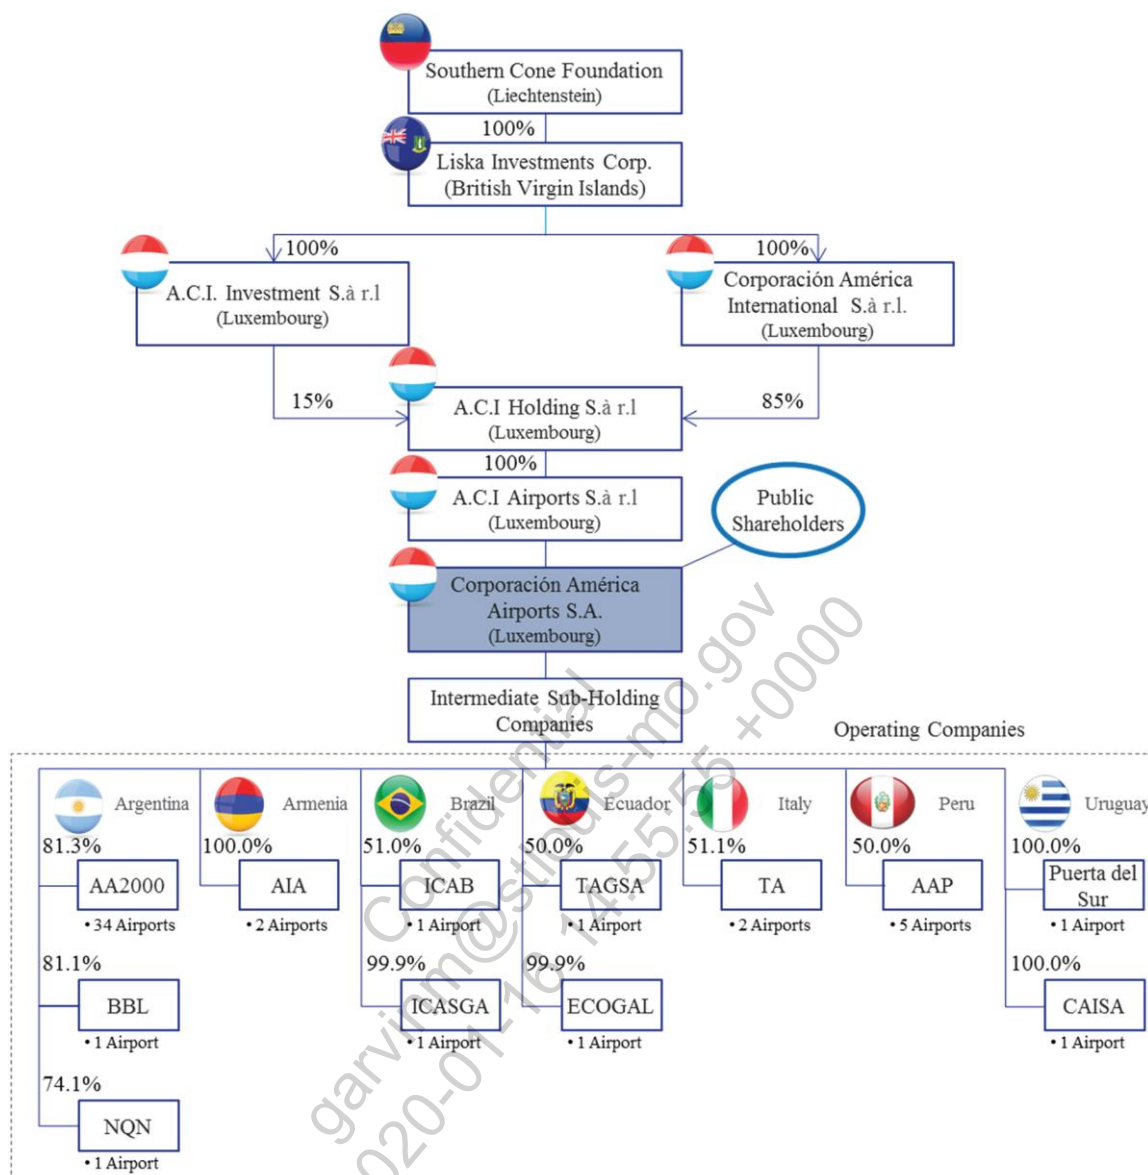 Southern Cone Foundation
(Liechtenstein)
100%
Liska Investments Corp.
(British Virgin Islands)
100%
100%
A.C.I. Investment S.à r.l
(Luxembourg)
Corporación América
International S.à r.l.
(Luxembourg)
15%
A.C.I Holding S.à r.l
(Luxembourg)
85%
100%
A.C.I Airports S.à r.l
(Luxembourg)
Public
Shareholders
Corporación América
Airports S.A.
(Luxembourg)
Intermediate Sub-Holding
Companies
Operating Companies
Argentina
Armenia
Brazil
Ecuador
Italy
Peru
Uruguay
81.3%
100.0%
51.0%
50.0%
51.1%
50.0%
100.0%
AA2000
AIA
ICAB
TAGSA
TA
AAP
Puerta del
Sur
• 34 Airports
• 2 Airports
• 1 Airport
• 1 Airport
• 2 Airports
• 5 Airports
• 1 Airport
81.1%
99.9%
99.9%
100.0%
BBL
ICASGA
ECOGAL
CAISA
• 1 Airport
• 1 Airport
• 1 Airport
• 1 Airport
74.1%
NQN
• 1 Airport
Confidential
garvinm@stlouis-mo.gov
020-01-16 14:55:55 +0000